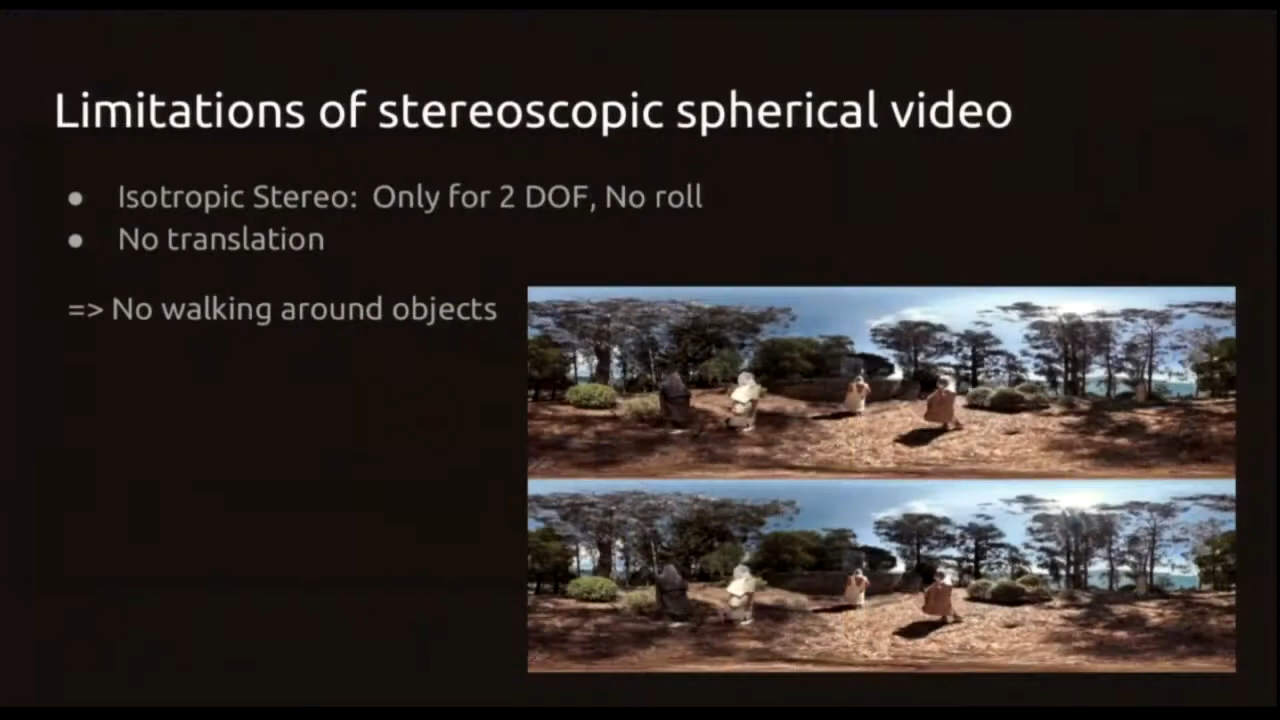 Limitations of stereoscopic spherical video
● Isotropic Stereo: Only for 2 DOF, No roll
● No translation
=> No walking around objects